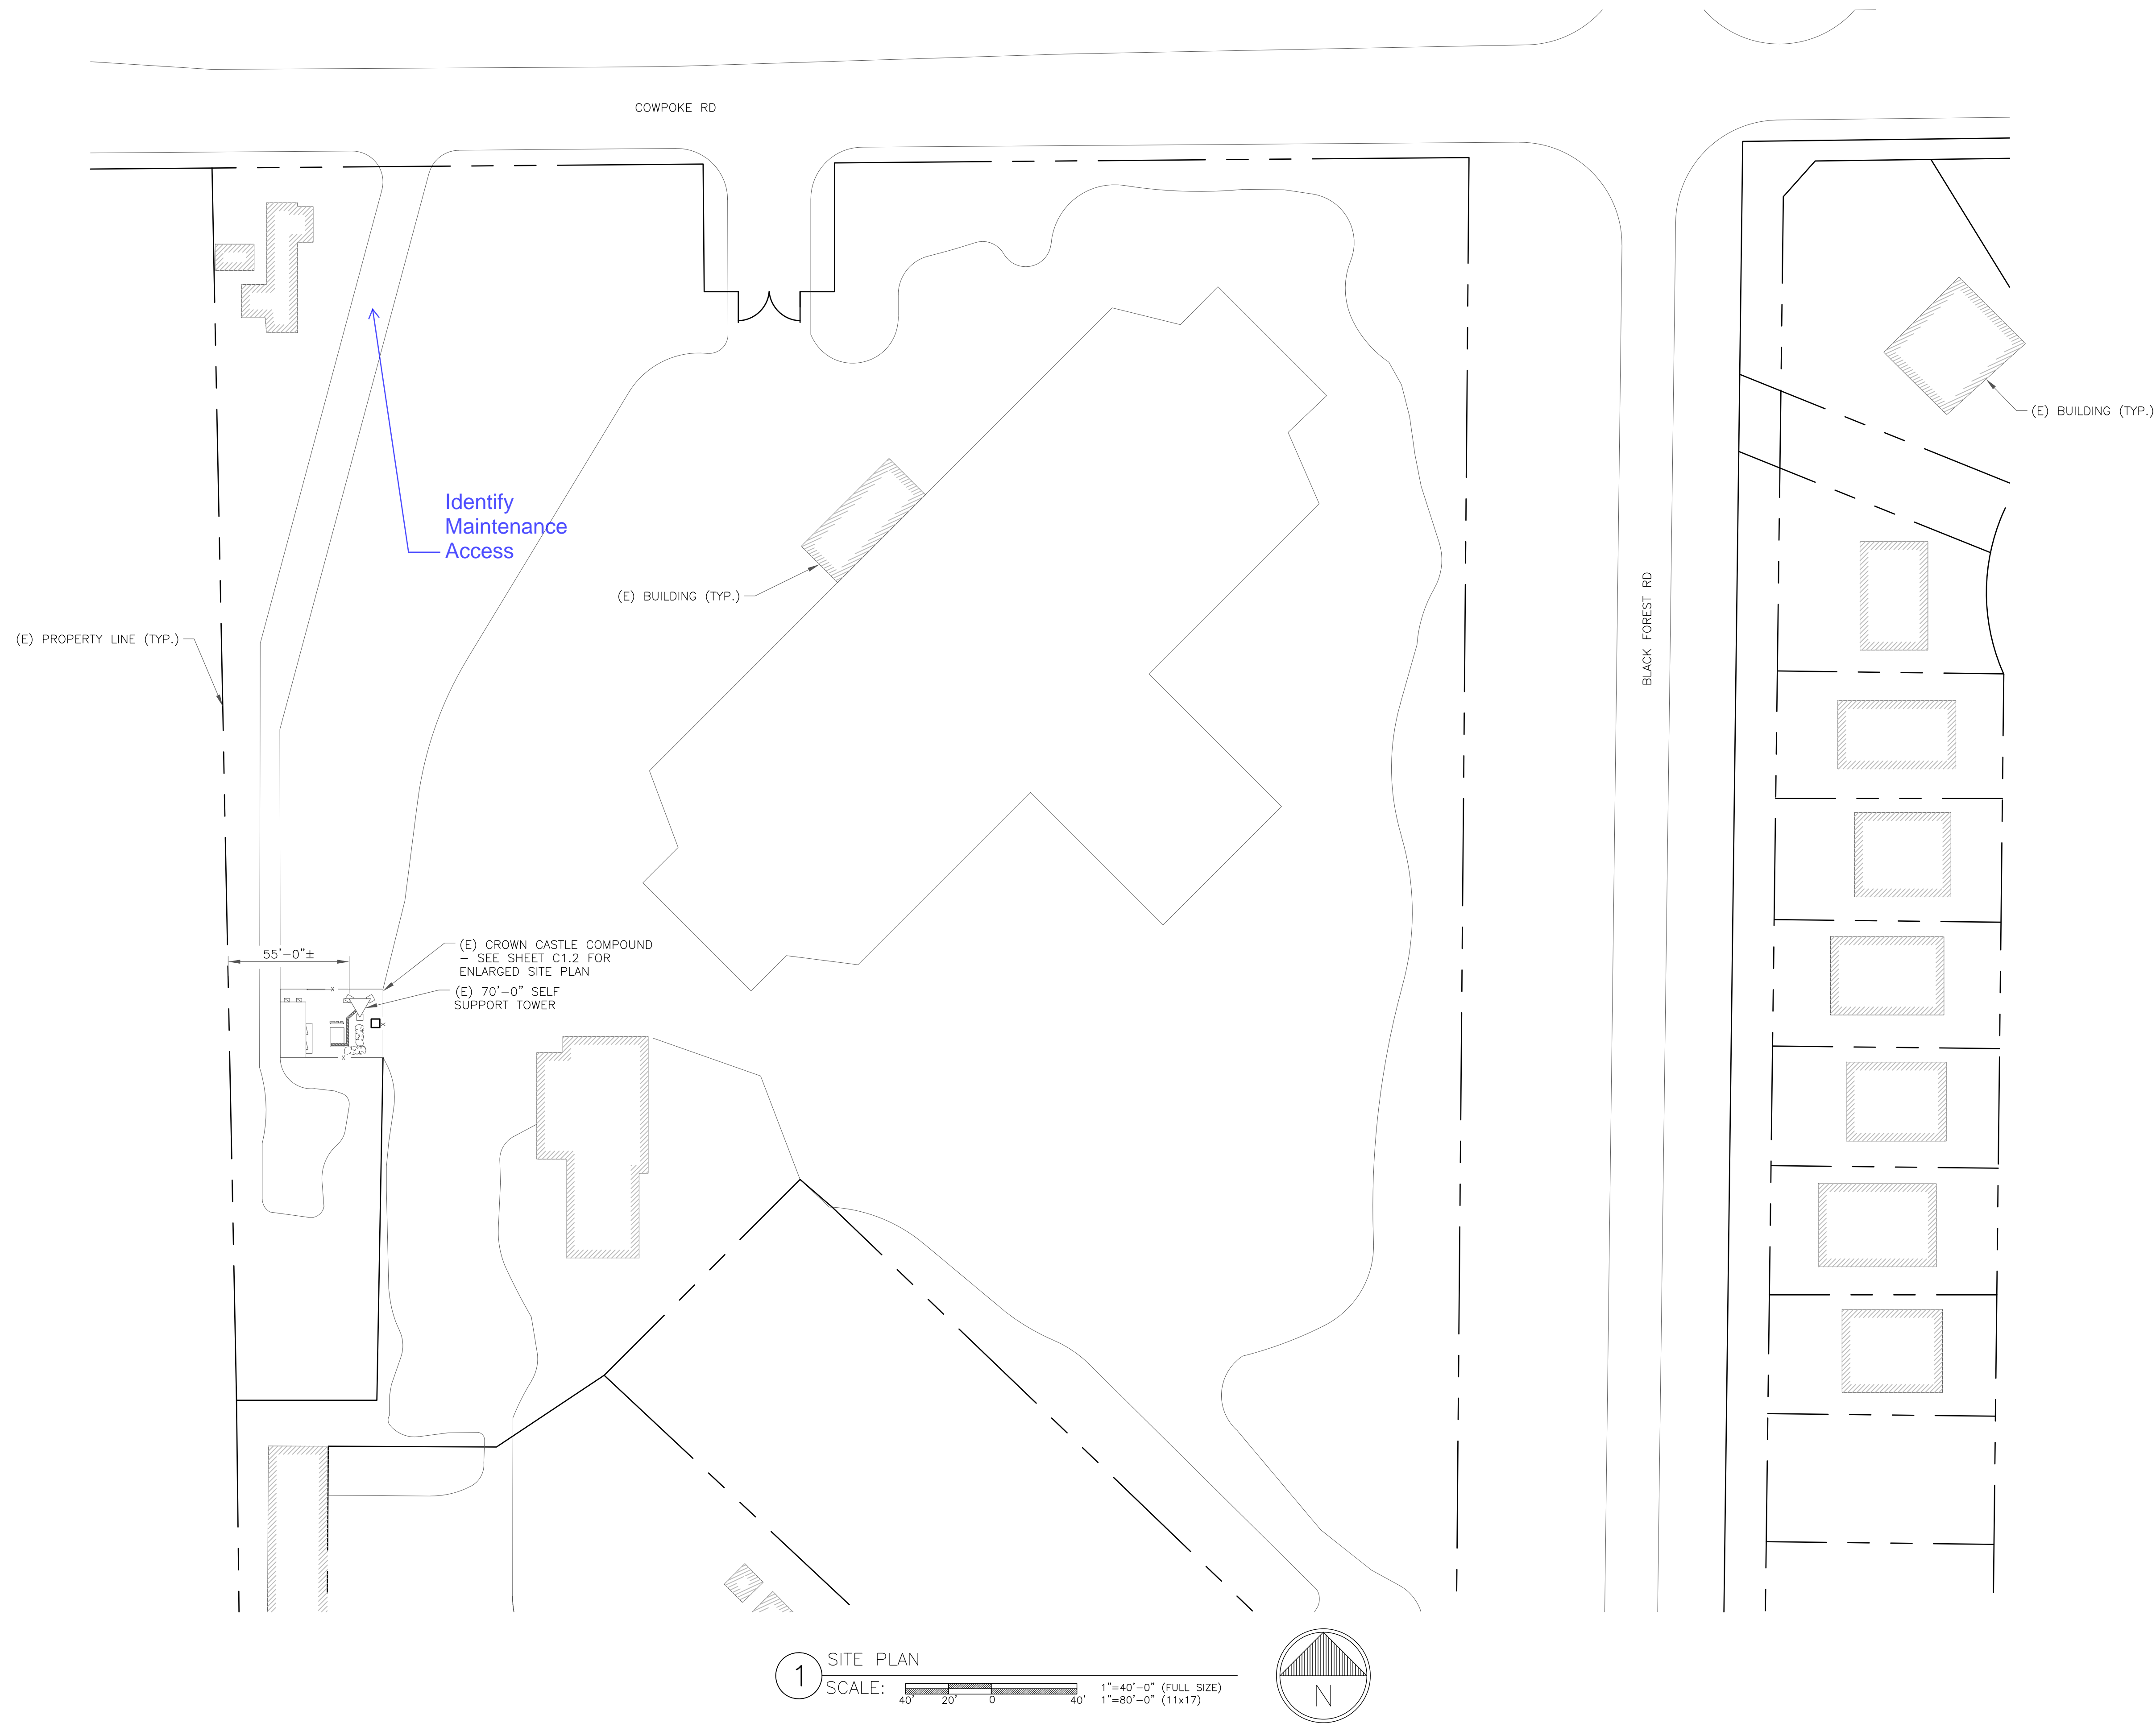 COWPOKE RD
(E) BUILDING (TYP.)
Identify
Maintenance
Access
BLACK FOREST RD
(E) BUILDING (TYP.)
(E) PROPERTY LINE (TYP.)
55'-0"±
(E) CROWN CASTLE COMPOUND
– SEE SHEET C1.2 FOR
ENLARGED SITE PLAN
(E) 70'-0" SELF
SUPPORT TOWER
X
X
X
1
SITE PLAN
SCALE:
40' 20' 0 40'
1"=40'-0" (FULL SIZE)
1"=80'-0" (11x17)
N